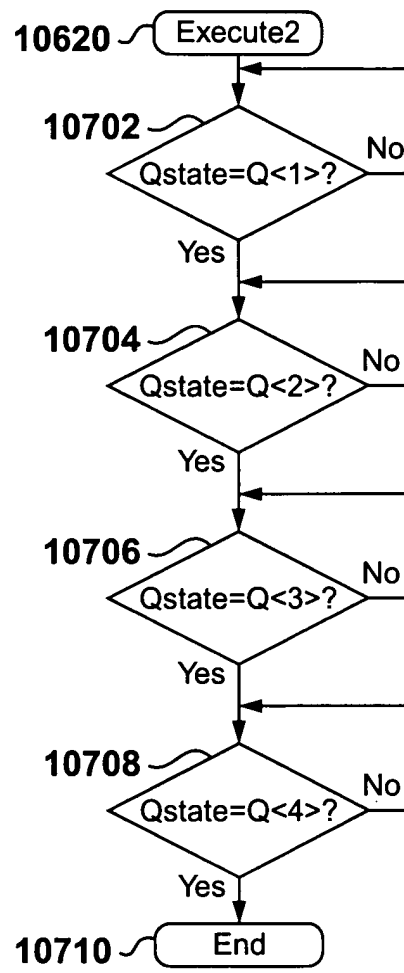 10620 Execute2
10702
Qstate=Q<1>?
No
Yes
10704
Qstate=Q<2>?
No
Yes
10706
Qstate=Q<3>?
No
Yes
10708
Qstate=Q<4>?
No
Yes
10710 End